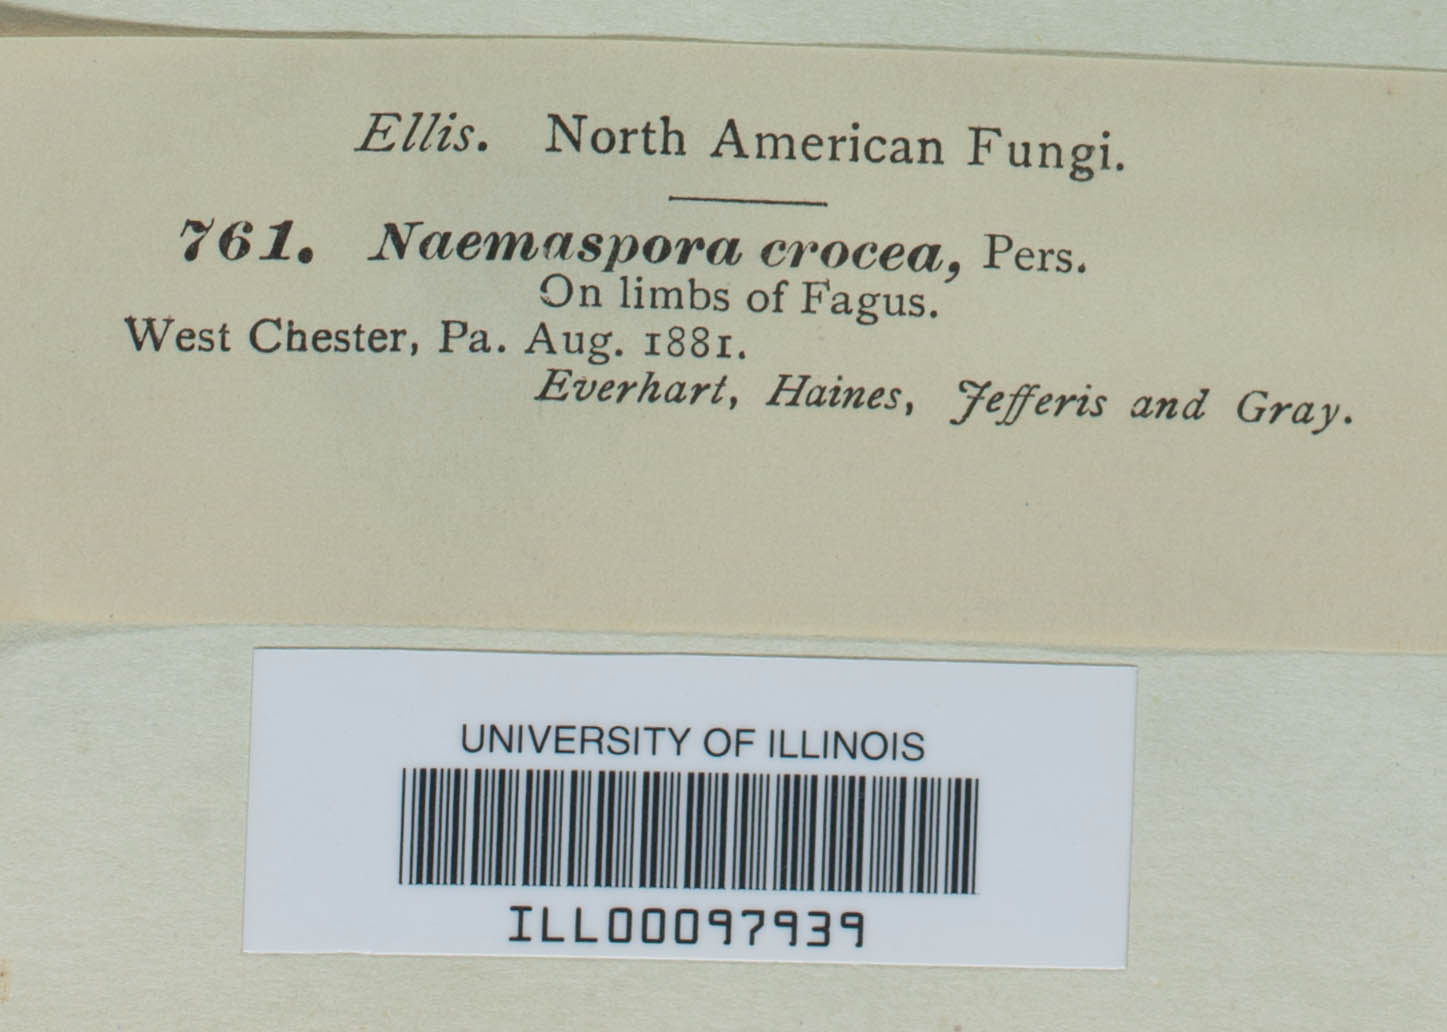 Ellis. North American Fungi.
761. Naemaspora crocea, Pers.
On limbs of Fagus.
West Chester, Pa. Aug. 1881.
Everhart, Haines, Jefferis and Gray.
UNIVERSITY OF ILLINOIS
ILL00097939